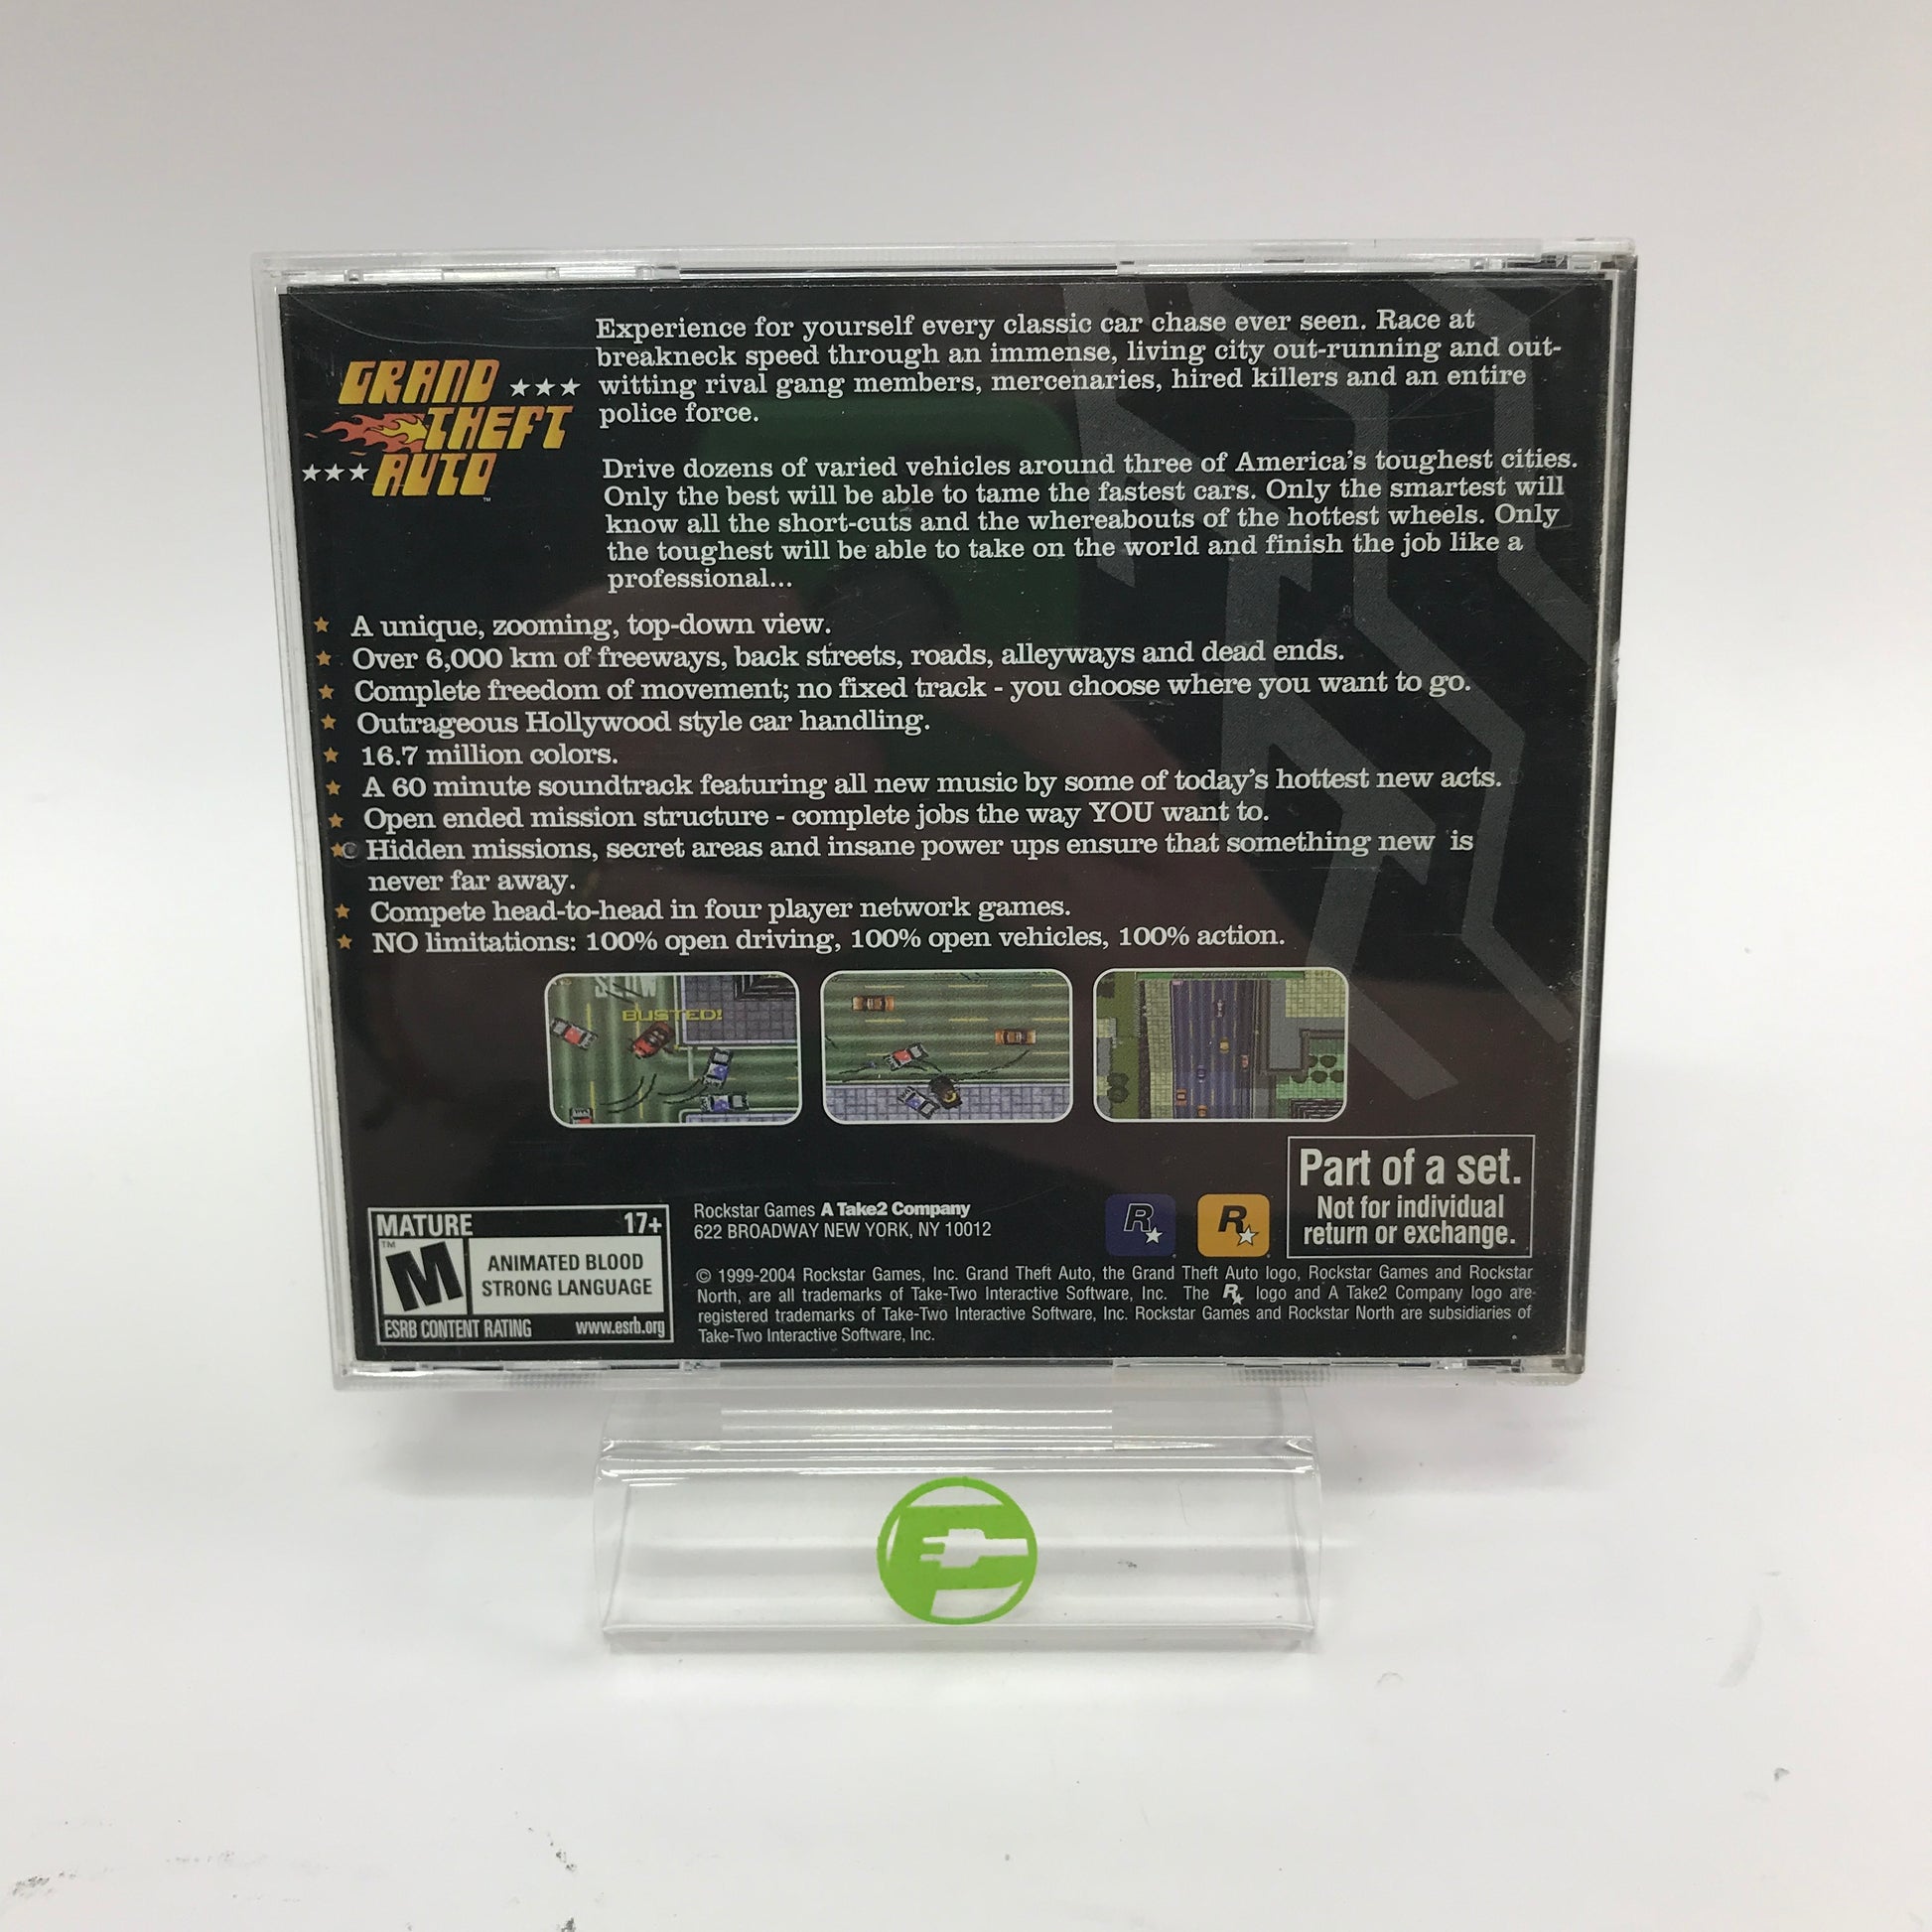 GRAND
THEFT
AUTO
™
Experience for yourself every classic car chase ever seen. Race at
breakneck speed through an immense, living city out-running and out-
witting rival gang members, mercenaries, hired killers and an entire
police force.
Drive dozens of varied vehicles around three of America's toughest cities.
Only the best will be able to tame the fastest cars. Only the smartest will
know all the short-cuts and the whereabouts of the hottest wheels. Only
the toughest will be able to take on the world and finish the job like a
professional...
A unique, zooming, top-down view.
Over 6,000 km of freeways, back streets, roads, alleyways and dead ends.
Complete freedom of movement; no fixed track - you choose where you want to go.
Outrageous Hollywood style car handling.
16.7 million colors.
A 60 minute soundtrack featuring all new music by some of today's hottest new acts.
Open ended mission structure - complete jobs the way YOU want to.
Hidden missions, secret areas and insane power ups ensure that something new is
never far away.
Compete head-to-head in four player network games.
NO limitations: 100% open driving, 100% open vehicles, 100% action.
SLOW
BUSTED!
MATURE 17+
™
M
ANIMATED BLOOD
STRONG LANGUAGE
ESRB CONTENT RATING www.esrb.org
Rockstar Games A Take2 Company
622 BROADWAY NEW YORK, NY 10012
R
R
Part of a set.
Not for individual
return or exchange.
© 1999-2004 Rockstar Games, Inc. Grand Theft Auto, the Grand Theft Auto logo, Rockstar Games and Rockstar
North, are all trademarks of Take-Two Interactive Software, Inc. The R logo and A Take2 Company logo are
registered trademarks of Take-Two Interactive Software, Inc. Rockstar Games and Rockstar North are subsidiaries of
Take-Two Interactive Software, Inc.